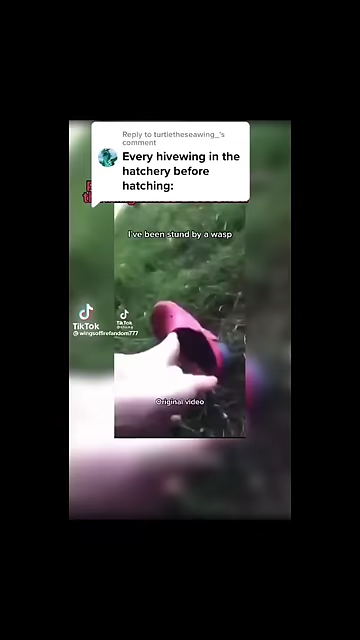 Reply to turtletheseawing_'s
comment
Every hivewing in the
hatchery before
hatching:
I've been stund by a wasp
TikTok
@wingsoffirefandom777
TikTok
Original video